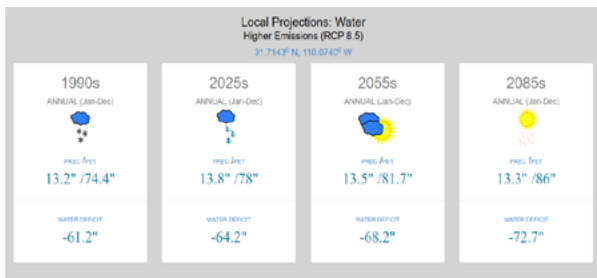 Local Projections: Water
Higher Emissions (RCP 8.5)
31.7143⁰ N, 110.0740⁰ W
1990s
ANNUAL (Jan-Dec)
PREC /PET
13.2" /74.4"
WATER DEFICIT
-61.2"
2025s
ANNUAL (Jan-Dec)
PREC /PET
13.8" /78"
WATER DEFICIT
-64.2"
2055s
ANNUAL (Jan-Dec)
PREC /PET
13.5" /81.7"
WATER DEFICIT
-68.2"
2085s
ANNUAL (Jan-Dec)
PREC /PET
13.3" /86"
WATER DEFICIT
-72.7"